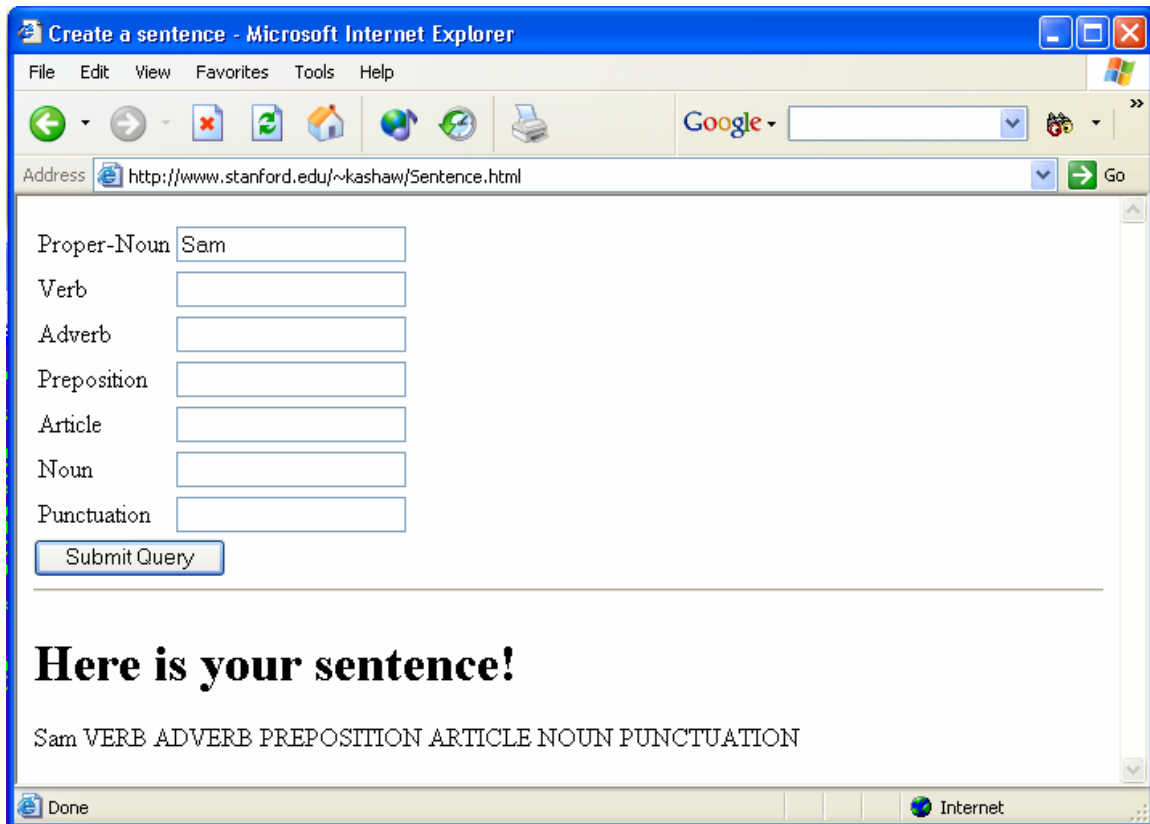 Create a sentence - Microsoft Internet Explorer
File Edit View Favorites Tools Help
Google
Address http://www.stanford.edu/~kashaw/Sentence.html Go
Proper-Noun Sam
Verb
Adverb
Preposition
Article
Noun
Punctuation
Submit Query
Here is your sentence!
Sam VERB ADVERB PREPOSITION ARTICLE NOUN PUNCTUATION
Done Internet